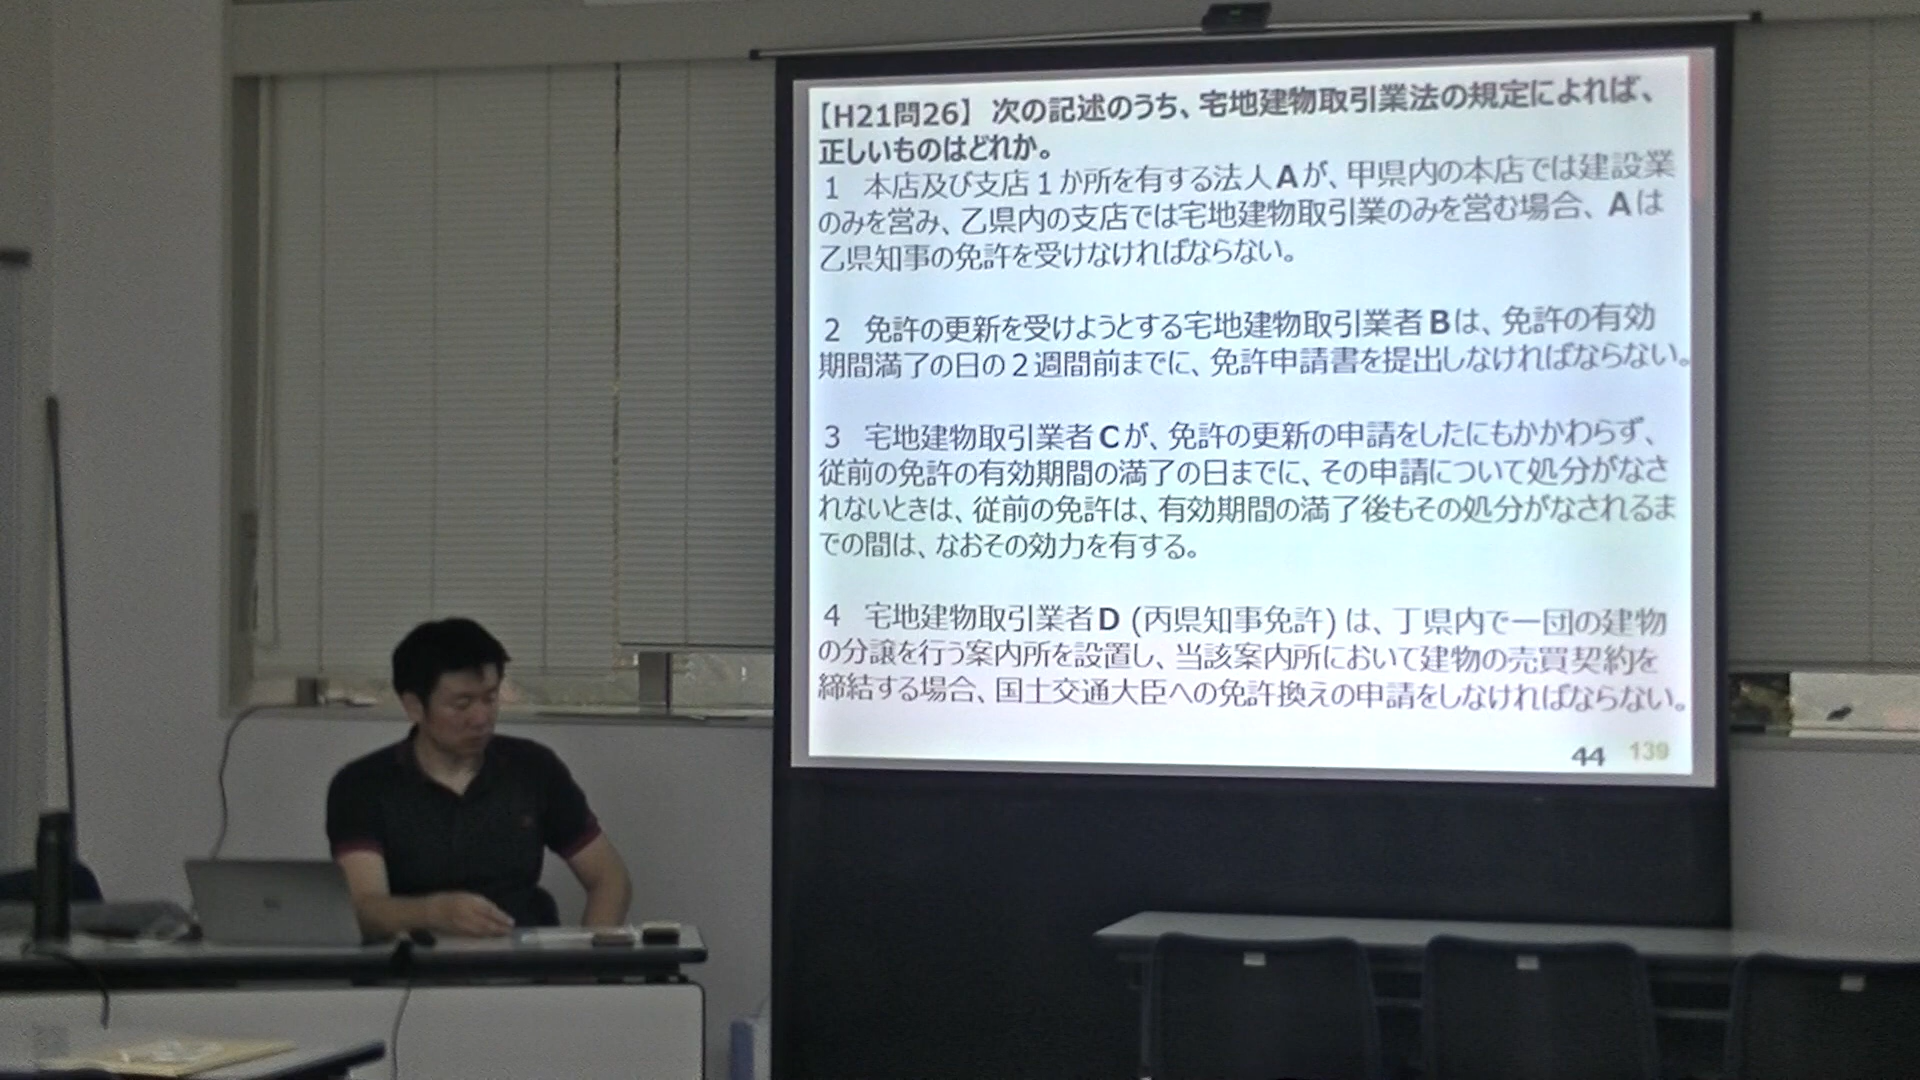 【H21問26】 次の記述のうち、宅地建物取引業法の規定によれば、
正しいものはどれか。
1 本店及び支店１か所を有する法人Aが、甲県内の本店では建設業
のみを営み、乙県内の支店では宅地建物取引業のみを営む場合、Aは
乙県知事の免許を受けなければならない。
2 免許の更新を受けようとする宅地建物取引業者Bは、免許の有効
期間満了の日の２週間前までに、免許申請書を提出しなければならない。
3 宅地建物取引業者Cが、免許の更新の申請をしたにもかかわらず、
従前の免許の有効期間の満了の日までに、その申請について処分がなさ
れないときは、従前の免許は、有効期間の満了後もその処分がなされるま
での間は、なおその効力を有する。
4 宅地建物取引業者D (丙県知事免許) は、丁県内で一団の建物
の分譲を行う案内所を設置し、当該案内所において建物の売買契約を
締結する場合、国土交通大臣への免許換えの申請をしなければならない。
44 139